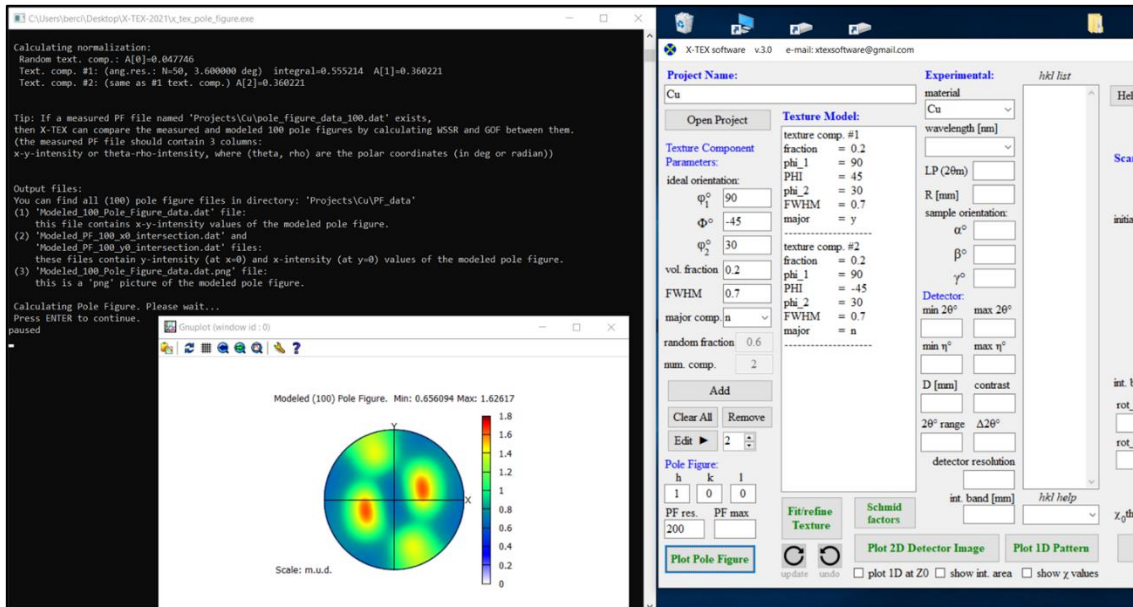 C:\Users\berci\Desktop\X-TEX-2021\x_tex_pole_figure.exe
Calculating normalization:
Random text. comp.: A[0]=0.047746
Text. comp. #1: (ang.res.: N=50, 3.600000 deg) integral=0.555214 A[1]=0.360221
Text. comp. #2: (same as #1 text. comp.) A[2]=0.360221
Tip: If a measured PF file named 'Projects\Cu\pole_figure_data_100.dat' exists,
then X-TEX can compare the measured and modeled 100 pole figures by calculating WSSR and GOF between them.
(the measured PF file should contain 3 columns:
x-y-intensity or theta-rho-intensity, where (theta, rho) are the polar coordinates (in deg or radian))
Output files:
You can find all (100) pole figure files in directory: 'Projects\Cu\PF_data'
(1) 'Modeled_100_Pole_Figure_data.dat' file:
this file contains x-y-intensity values of the modeled pole figure.
(2) 'Modeled_PF_100_x0_intersection.dat' and
'Modeled_PF_100_y0_intersection.dat' files:
these files contain y-intensity (at x=0) and x-intensity (at y=0) values of the modeled pole figure.
(3) 'Modeled_100_Pole_Figure_data.dat.png' file:
this is a 'png' picture of the modeled pole figure.
Calculating Pole Figure. Please wait...
Press ENTER to continue.
paused
Gnuplot (window id : 0)
Modeled (100) Pole Figure. Min: 0.656094 Max: 1.62617
Y
X
1.8
1.6
1.4
1.2
1
0.8
0.6
0.4
0.2
0
Scale: m.u.d.
X-TEX software v.3.0 e-mail: xtexsoftware@gmail.com
Project Name:
Cu
Open Project
Texture Component
Parameters:
ideal orientation:
φ1° 90
Φ° -45
φ2° 30
vol. fraction 0.2
FWHM 0.7
major comp. n
random fraction 0.6
num. comp. 2
Add
Clear All Remove
Edit ► 2
Pole Figure:
h k l
1 0 0
PF res. PF max
200
Plot Pole Figure
Texture Model:
texture comp. #1
fraction = 0.2
phi_1 = 90
PHI = 45
phi_2 = 30
FWHM = 0.7
major = y
--------------------
texture comp. #2
fraction = 0.2
phi_1 = 90
PHI = -45
phi_2 = 30
FWHM = 0.7
major = n
--------------------
Fit/refine
Texture
Schmid
factors
update undo
Experimental:
material
Cu
wavelength [nm]
LP (2θm)
R [mm]
sample orientation:
α°
β°
γ°
Detector:
min 2θ° max 2θ°
min η° max η°
D [mm] contrast
2θ° range Δ2θ°
detector resolution
int. band [mm]
hkl list
hkl help
Plot 2D Detector Image Plot 1D Pattern
plot 1D at Z0 show int. area show χ values
Hel
Scan
initia
int. b
rot_
rot_
χ0th